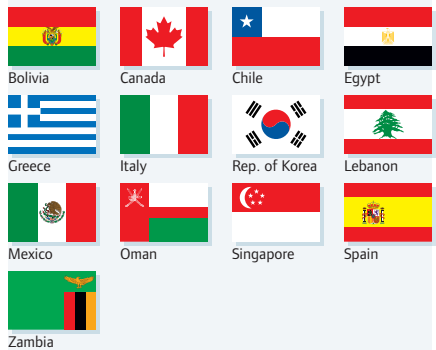 Bolivia
Canada
Chile
Egypt
Greece
Italy
Rep. of Korea
Lebanon
Mexico
Oman
Singapore
Spain
Zambia